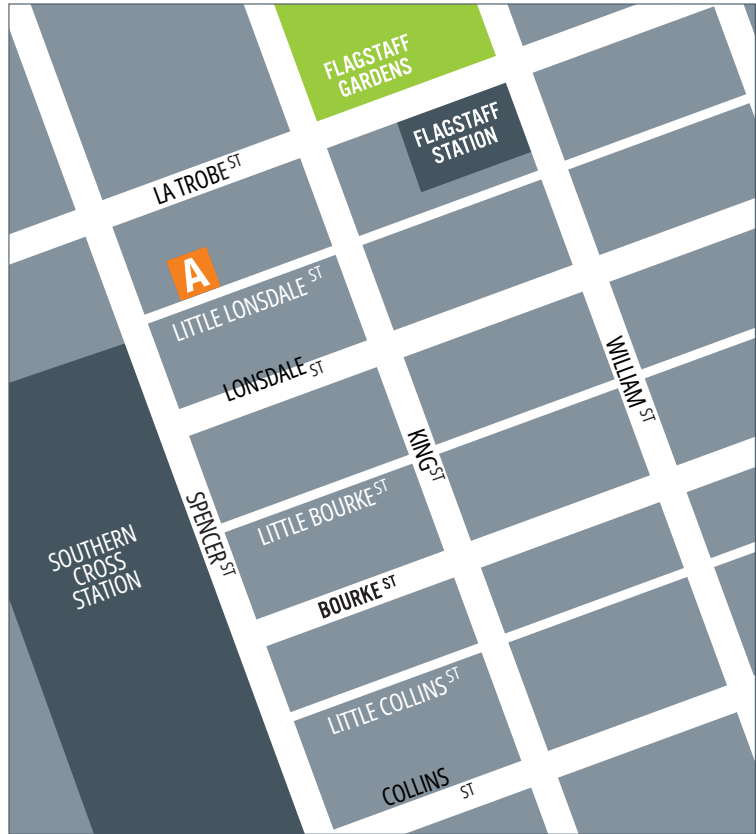 FLAGSTAFF
GARDENS
FLAGSTAFF
STATION
LA TROBE ST
A
LITTLE LONSDALE ST
LONSDALE ST
WILLIAM ST
KING ST
SPENCER ST
LITTLE BOURKE ST
SOUTHERN
CROSS
STATION
BOURKE ST
LITTLE COLLINS ST
COLLINS ST